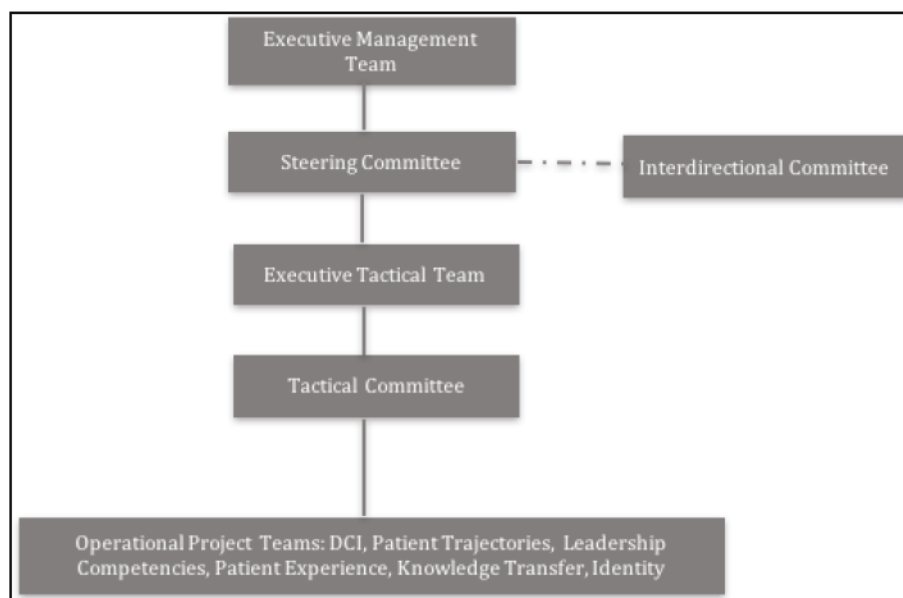 Executive Management
Team
Steering Committee
Interdirectional Committee
Executive Tactical Team
Tactical Committee
Operational Project Teams: DCI, Patient Trajectories, Leadership
Competencies, Patient Experience, Knowledge Transfer, Identity